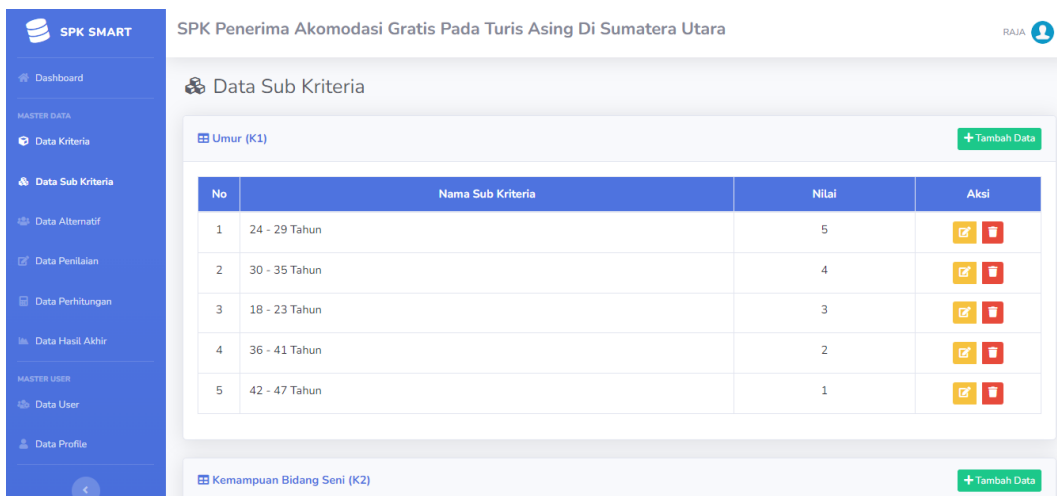 SPK SMART
SPK Penerima Akomodasi Gratis Pada Turis Asing Di Sumatera Utara
RAJA
Dashboard
MASTER DATA
Data Kriteria
Data Sub Kriteria
Data Alternatif
Data Penilaian
Data Perhitungan
Data Hasil Akhir
MASTER USER
Data User
Data Profile
Data Sub Kriteria
Umur (K1)
Tambah Data
No Nama Sub Kriteria Nilai Aksi
1 24 - 29 Tahun 5
2 30 - 35 Tahun 4
3 18 - 23 Tahun 3
4 36 - 41 Tahun 2
5 42 - 47 Tahun 1
Kemampuan Bidang Seni (K2)
Tambah Data